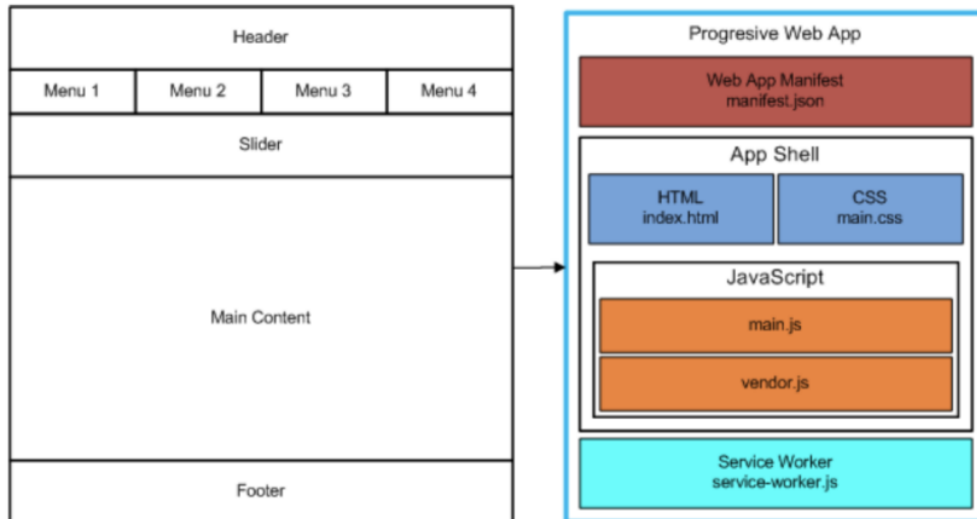 Header
Menu 1
Menu 2
Menu 3
Menu 4
Slider
Main Content
Footer
Progresive Web App
Web App Manifest
manifest.json
App Shell
HTML
index.html
CSS
main.css
JavaScript
main.js
vendor.js
Service Worker
service-worker.js